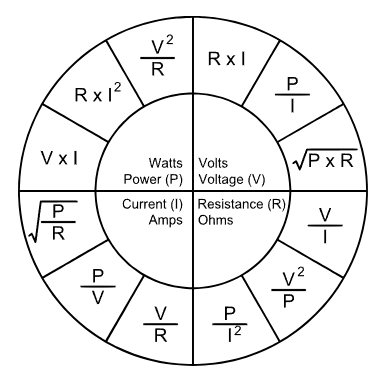 V²/R
R x I
R x I²
P/I
V x I
√(P x R)
Watts
Power (P)
Volts
Voltage (V)
Current (I)
Amps
Resistance (R)
Ohms
√(P/R)
V/I
P/V
V²/P
V/R
P/I²